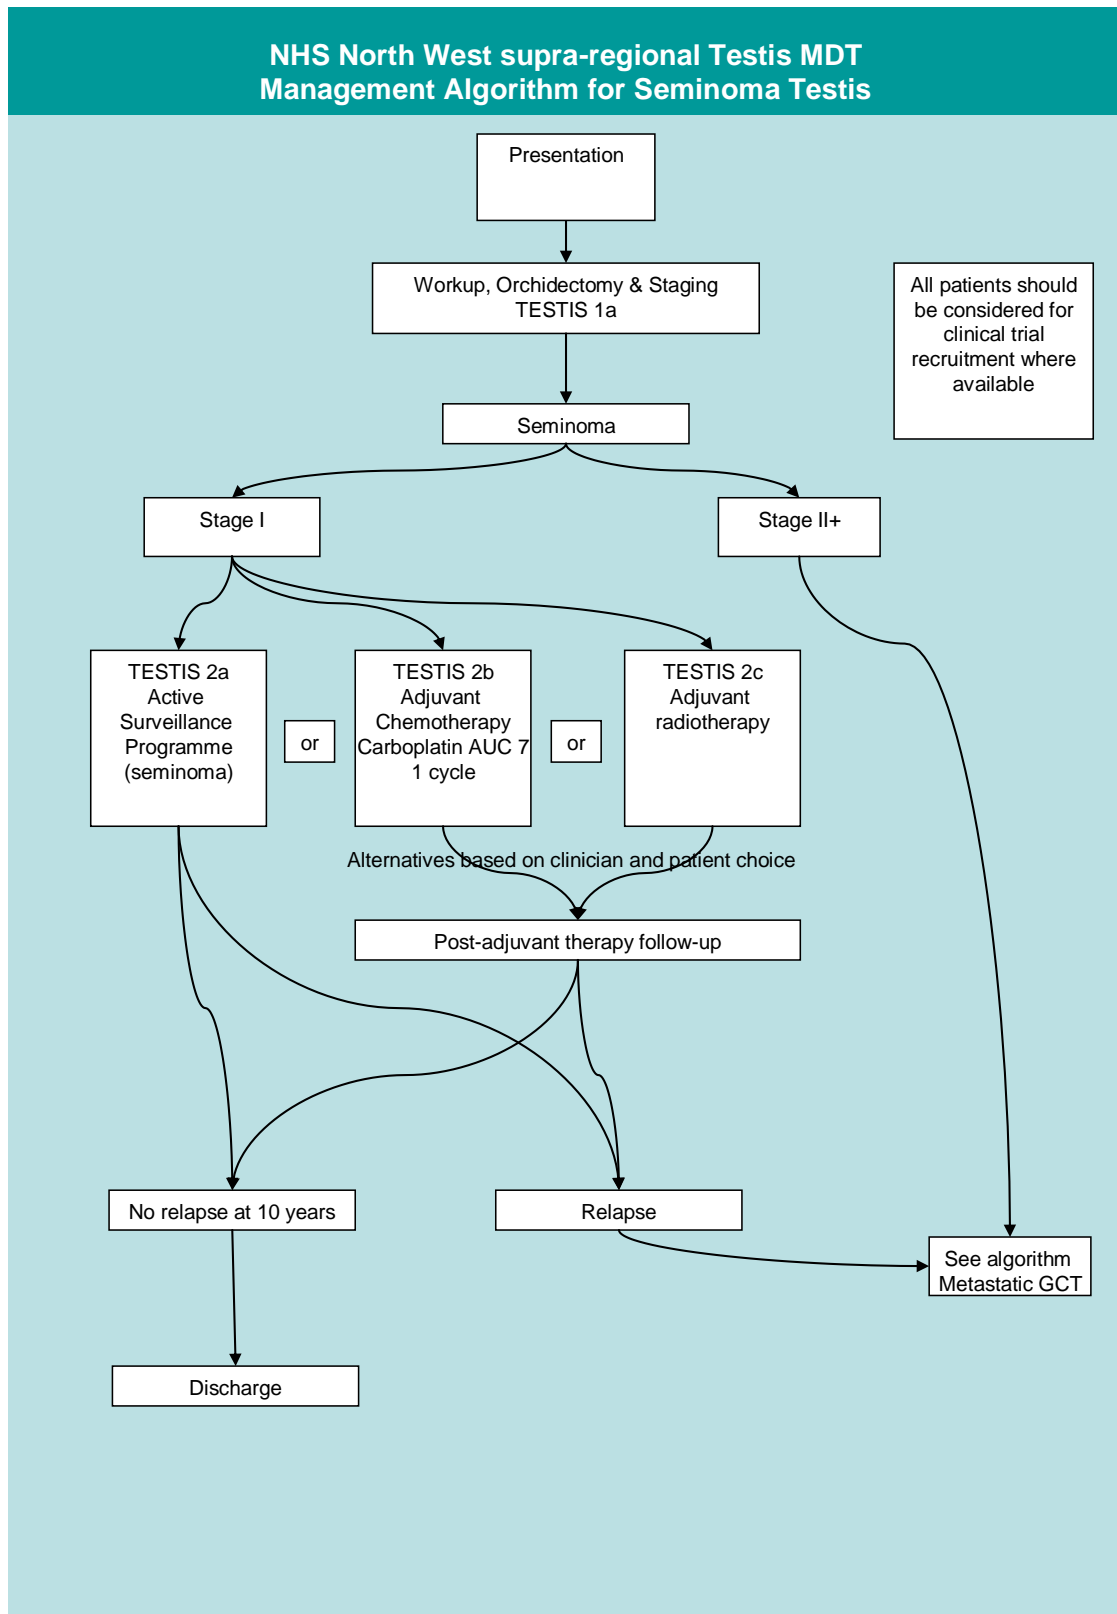 NHS North West supra-regional Testis MDT
Management Algorithm for Seminoma Testis
Presentation
Workup, Orchidectomy & Staging
TESTIS 1a
All patients should
be considered for
clinical trial
recruitment where
available
Seminoma
Stage I
Stage II+
TESTIS 2a
Active
Surveillance
Programme
(seminoma)
or
TESTIS 2b
Adjuvant
Chemotherapy
Carboplatin AUC 7
1 cycle
or
TESTIS 2c
Adjuvant
radiotherapy
Alternatives based on clinician and patient choice
Post-adjuvant therapy follow-up
No relapse at 10 years
Relapse
See algorithm
Metastatic GCT
Discharge